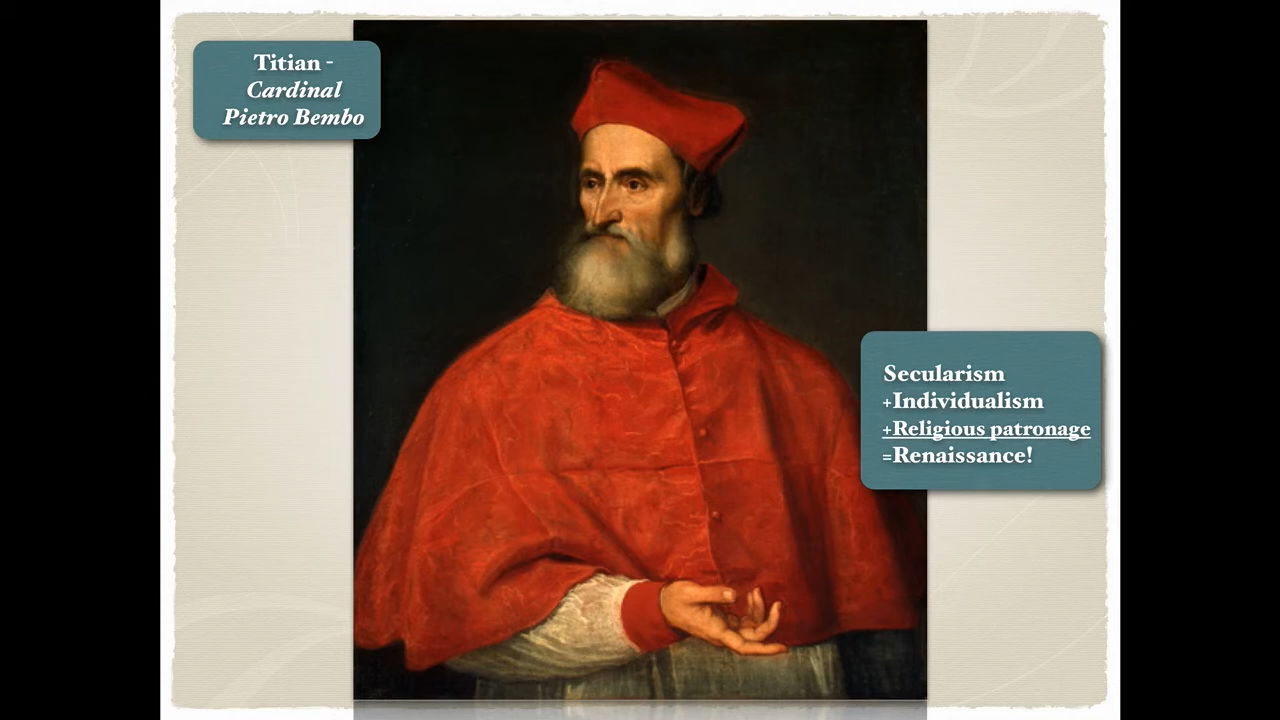 Titian -
Cardinal
Pietro Bembo
Secularism
+Individualism
+Religious patronage
=Renaissance!